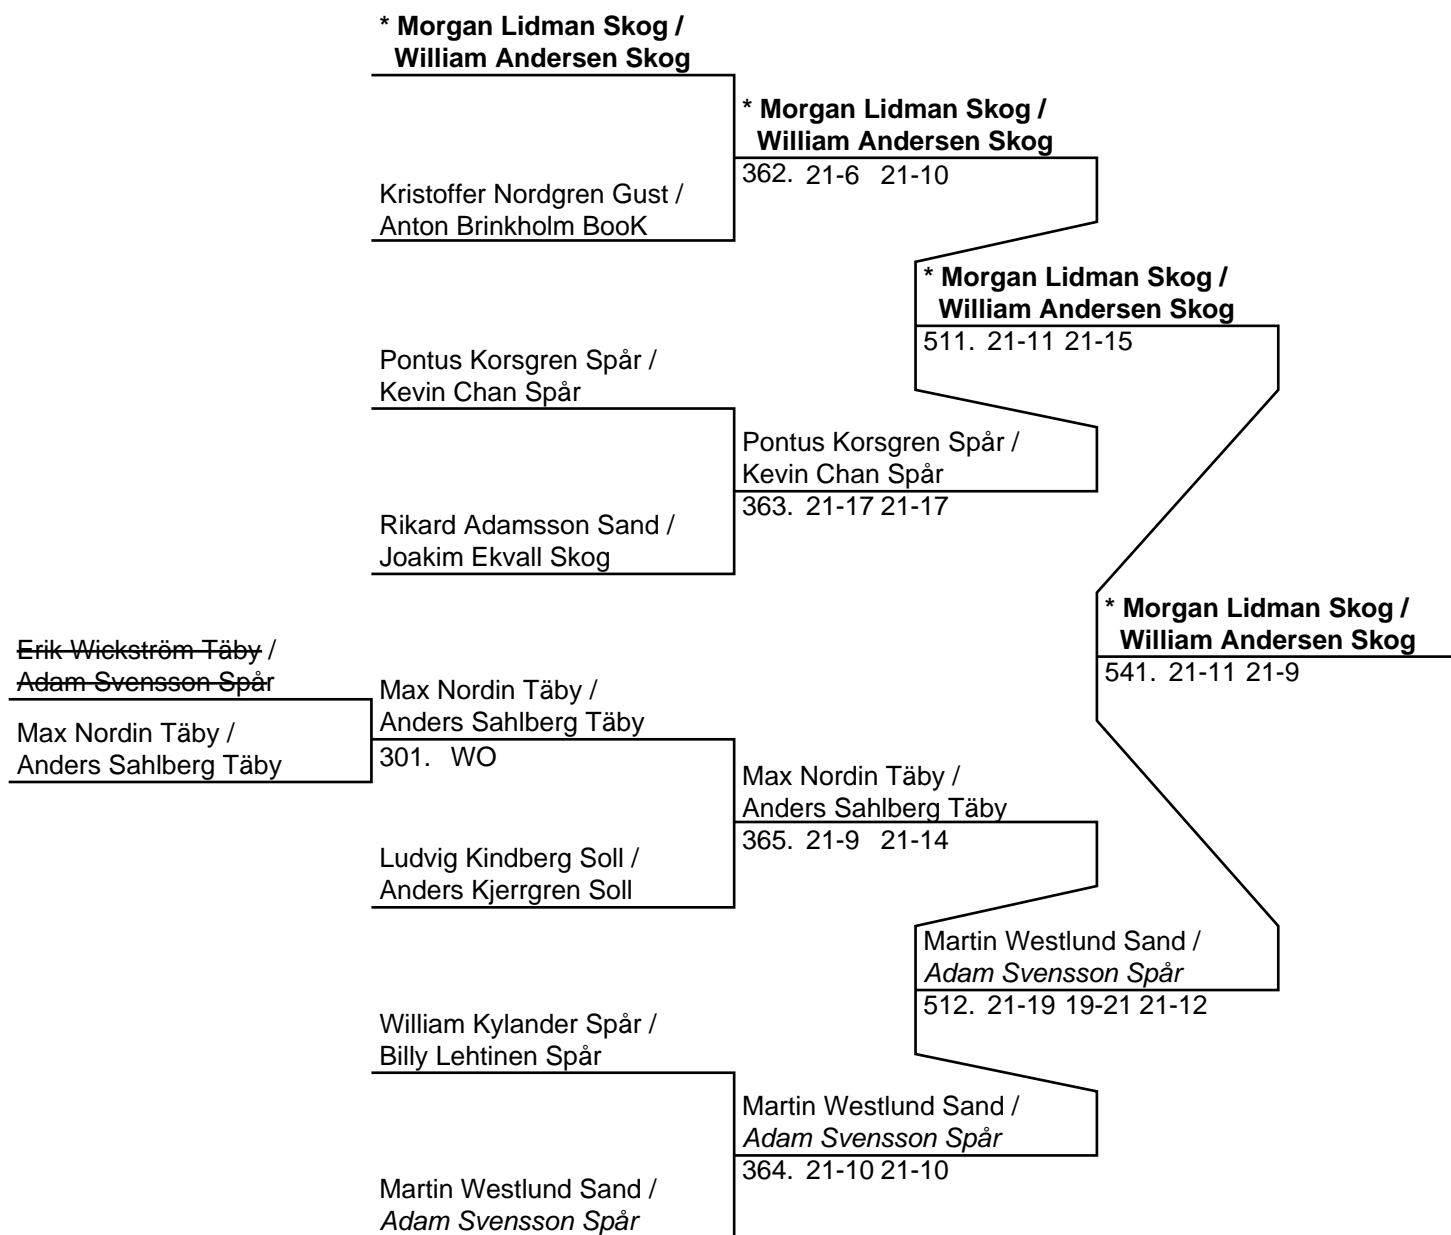 * Morgan Lidman Skog /
William Andersen Skog
* Morgan Lidman Skog /
William Andersen Skog
362. 21-6 21-10
Kristoffer Nordgren Gust /
Anton Brinkholm BooK
* Morgan Lidman Skog /
William Andersen Skog
511. 21-11 21-15
Pontus Korsgren Spår /
Kevin Chan Spår
Pontus Korsgren Spår /
Kevin Chan Spår
363. 21-17 21-17
Rikard Adamsson Sand /
Joakim Ekvall Skog
* Morgan Lidman Skog /
William Andersen Skog
541. 21-11 21-9
Erik Wickström Täby /
Adam Svensson Spår
Max Nordin Täby /
Anders Sahlberg Täby
Max Nordin Täby /
Anders Sahlberg Täby
301. WO
Max Nordin Täby /
Anders Sahlberg Täby
365. 21-9 21-14
Ludvig Kindberg Soll /
Anders Kjerrgren Soll
Martin Westlund Sand /
Adam Svensson Spår
512. 21-19 19-21 21-12
William Kylander Spår /
Billy Lehtinen Spår
Martin Westlund Sand /
Adam Svensson Spår
364. 21-10 21-10
Martin Westlund Sand /
Adam Svensson Spår